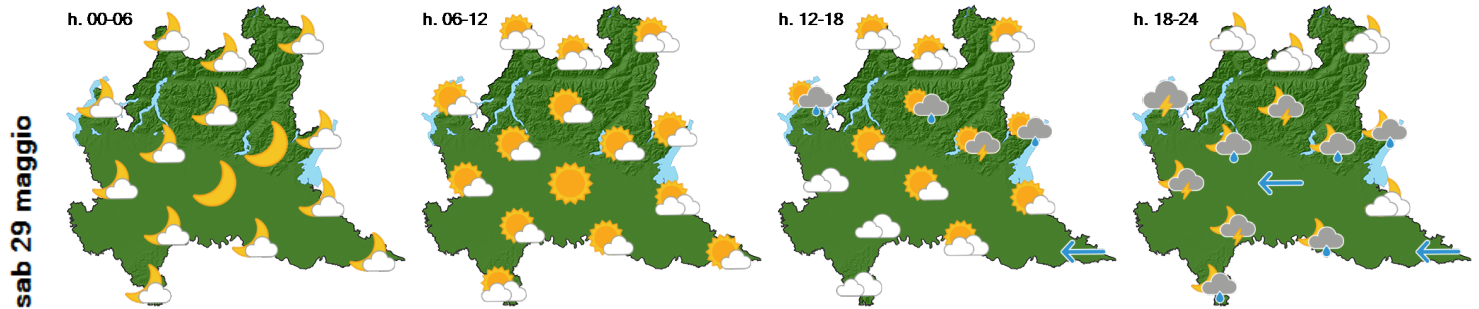 h. 00-06
h. 06-12
h. 12-18
h. 18-24
sab 29 maggio